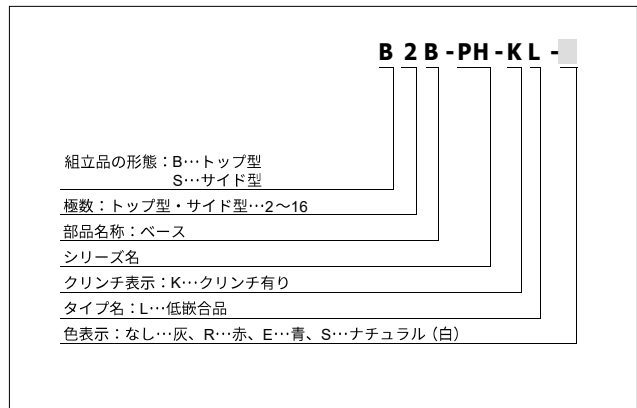 B 2 B - PH - K L -
組立品の形態：B…トップ型
S…サイド型
極数：トップ型・サイド型…2～16
部品名称：ベース
シリーズ名
クリンチ表示：K…クリンチ有り
タイプ名：L…低嵌合品
色表示：なし…灰、R…赤、E…青、S…ナチュラル（白）